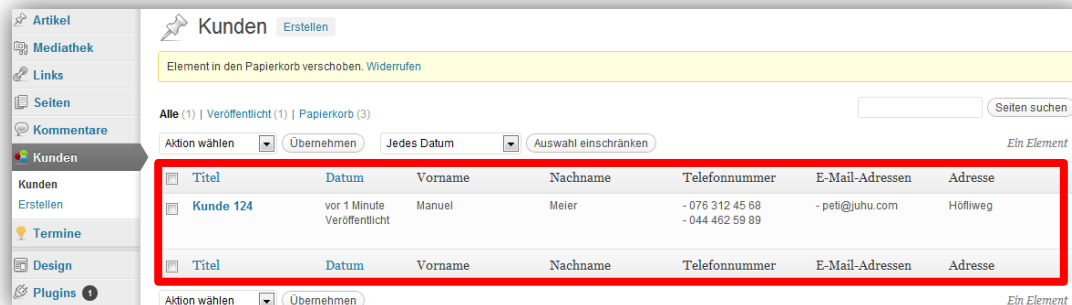 Artikel
Mediathek
Links
Seiten
Kommentare
Kunden
Kunden
Erstellen
Termine
Design
Plugins 1
Kunden Erstellen
Element in den Papierkorb verschoben. Widerrufen
Alle (1) | Veröffentlicht (1) | Papierkorb (3)
Seiten suchen
Aktion wählen Übernehmen Jedes Datum Auswahl einschränken Ein Element
Titel Datum Vorname Nachname Telefonnummer E-Mail-Adressen Adresse
Kunde 124 vor 1 Minute Manuel Meier - 076 312 45 68 - peti@juhu.com Höfliweg
Veröffentlicht - 044 462 59 89
Titel Datum Vorname Nachname Telefonnummer E-Mail-Adressen Adresse
Aktion wählen Übernehmen Ein Element